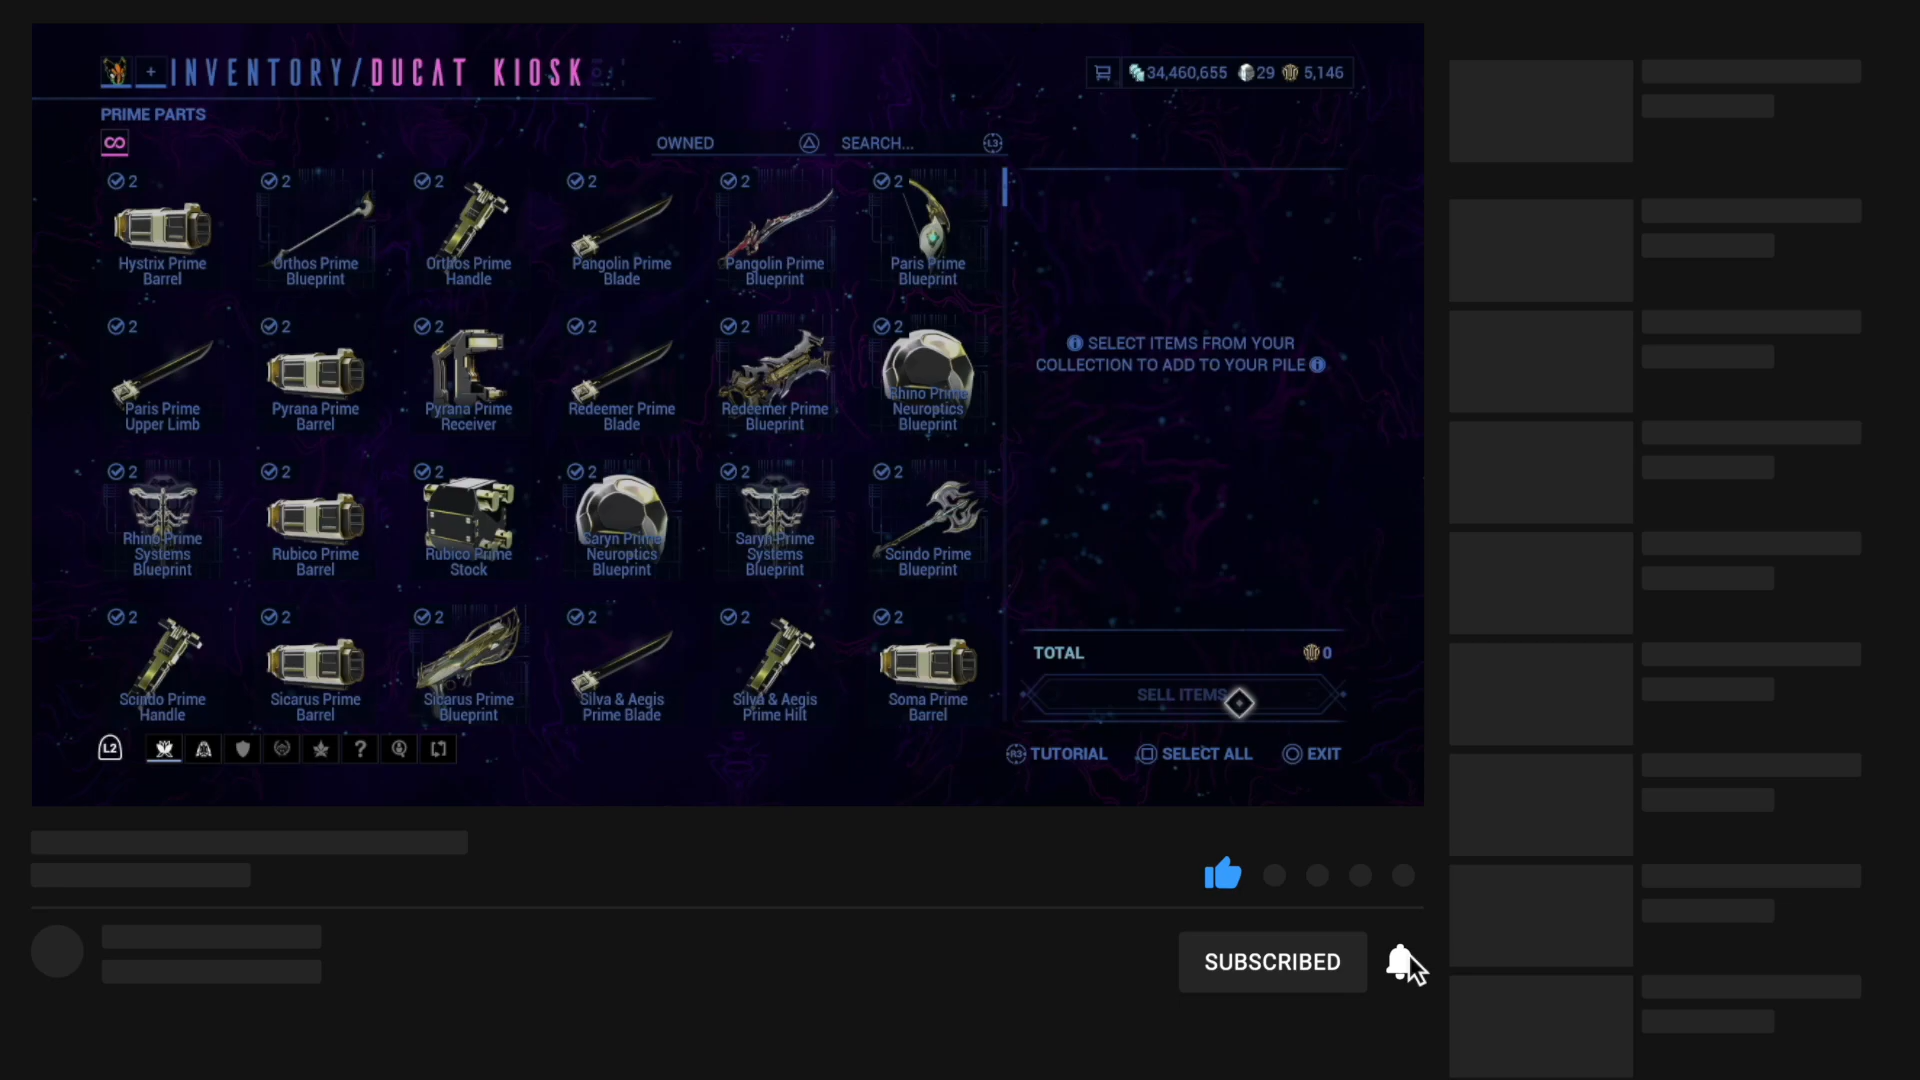 INVENTORY/DUCAT KIOSK
34,460,655 29 5,146
PRIME PARTS
OWNED
SEARCH...
L3
2 2 2 2 2 2
Hystrix Prime
Barrel
Orthos Prime
Blueprint
Orthos Prime
Handle
Pangolin Prime
Blade
Pangolin Prime
Blueprint
Paris Prime
Blueprint
2 2 2 2 2 2
Paris Prime
Upper Limb
Pyrana Prime
Barrel
Pyrana Prime
Receiver
Redeemer Prime
Blade
Redeemer Prime
Blueprint
Rhino Prime
Neuroptics
Blueprint
2 2 2 2 2 2
Rhino Prime
Systems
Blueprint
Rubico Prime
Barrel
Rubico Prime
Stock
Saryn Prime
Neuroptics
Blueprint
Saryn Prime
Systems
Blueprint
Scindo Prime
Blueprint
2 2 2 2 2 2
Scindo Prime
Handle
Sicarus Prime
Barrel
Sicarus Prime
Blueprint
Silva & Aegis
Prime Blade
Silva & Aegis
Prime Hilt
Soma Prime
Barrel
SELECT ITEMS FROM YOUR
COLLECTION TO ADD TO YOUR PILE
TOTAL 0
SELL ITEMS
L2
R3 TUTORIAL SELECT ALL EXIT
SUBSCRIBED